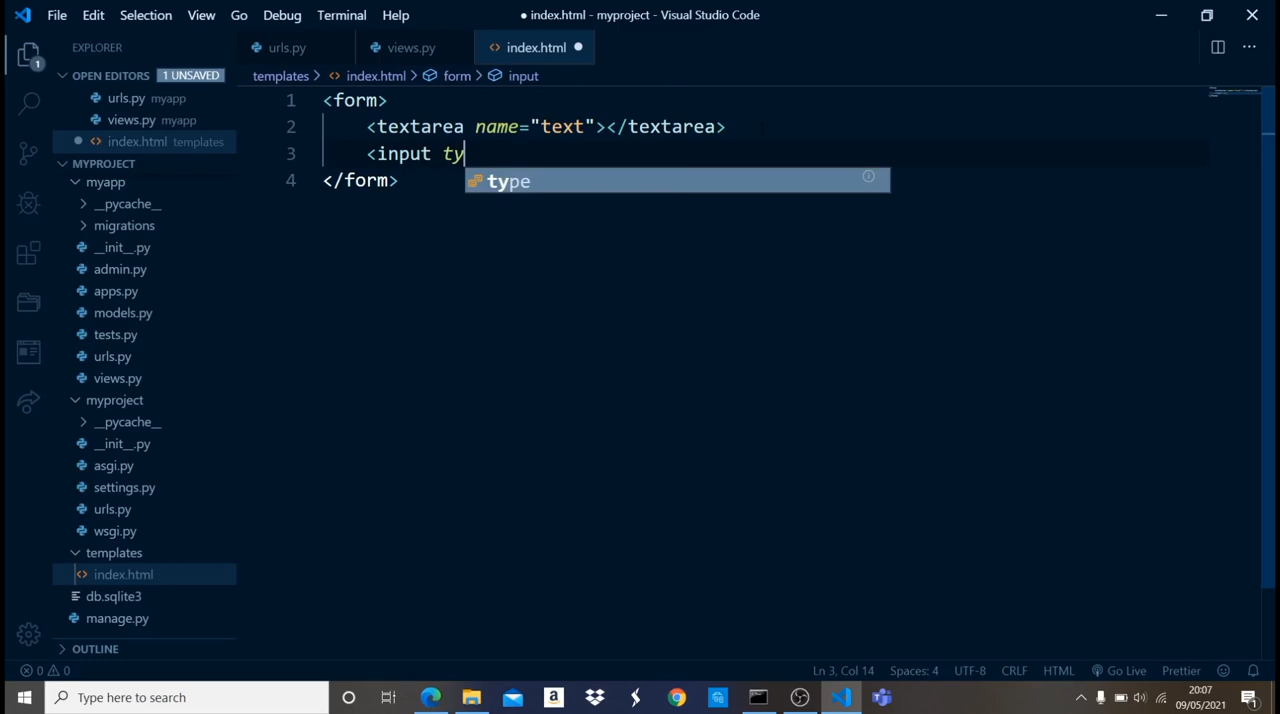 File Edit Selection View Go Debug Terminal Help ● index.html - myproject - Visual Studio Code
EXPLORER
OPEN EDITORS 1 UNSAVED
urls.py myapp
views.py myapp
index.html templates
MYPROJECT
myapp
__pycache__
migrations
__init__.py
admin.py
apps.py
models.py
tests.py
urls.py
views.py
myproject
__pycache__
__init__.py
asgi.py
settings.py
urls.py
wsgi.py
templates
index.html
db.sqlite3
manage.py
OUTLINE
1
urls.py views.py index.html
templates > index.html > form > input
1 <form>
2 <textarea name="text"></textarea>
3 <input ty
type
4 </form>
0 0 Ln 3, Col 14 Spaces: 4 UTF-8 CRLF HTML Go Live Prettier
Type here to search
20:07
09/05/2021
1